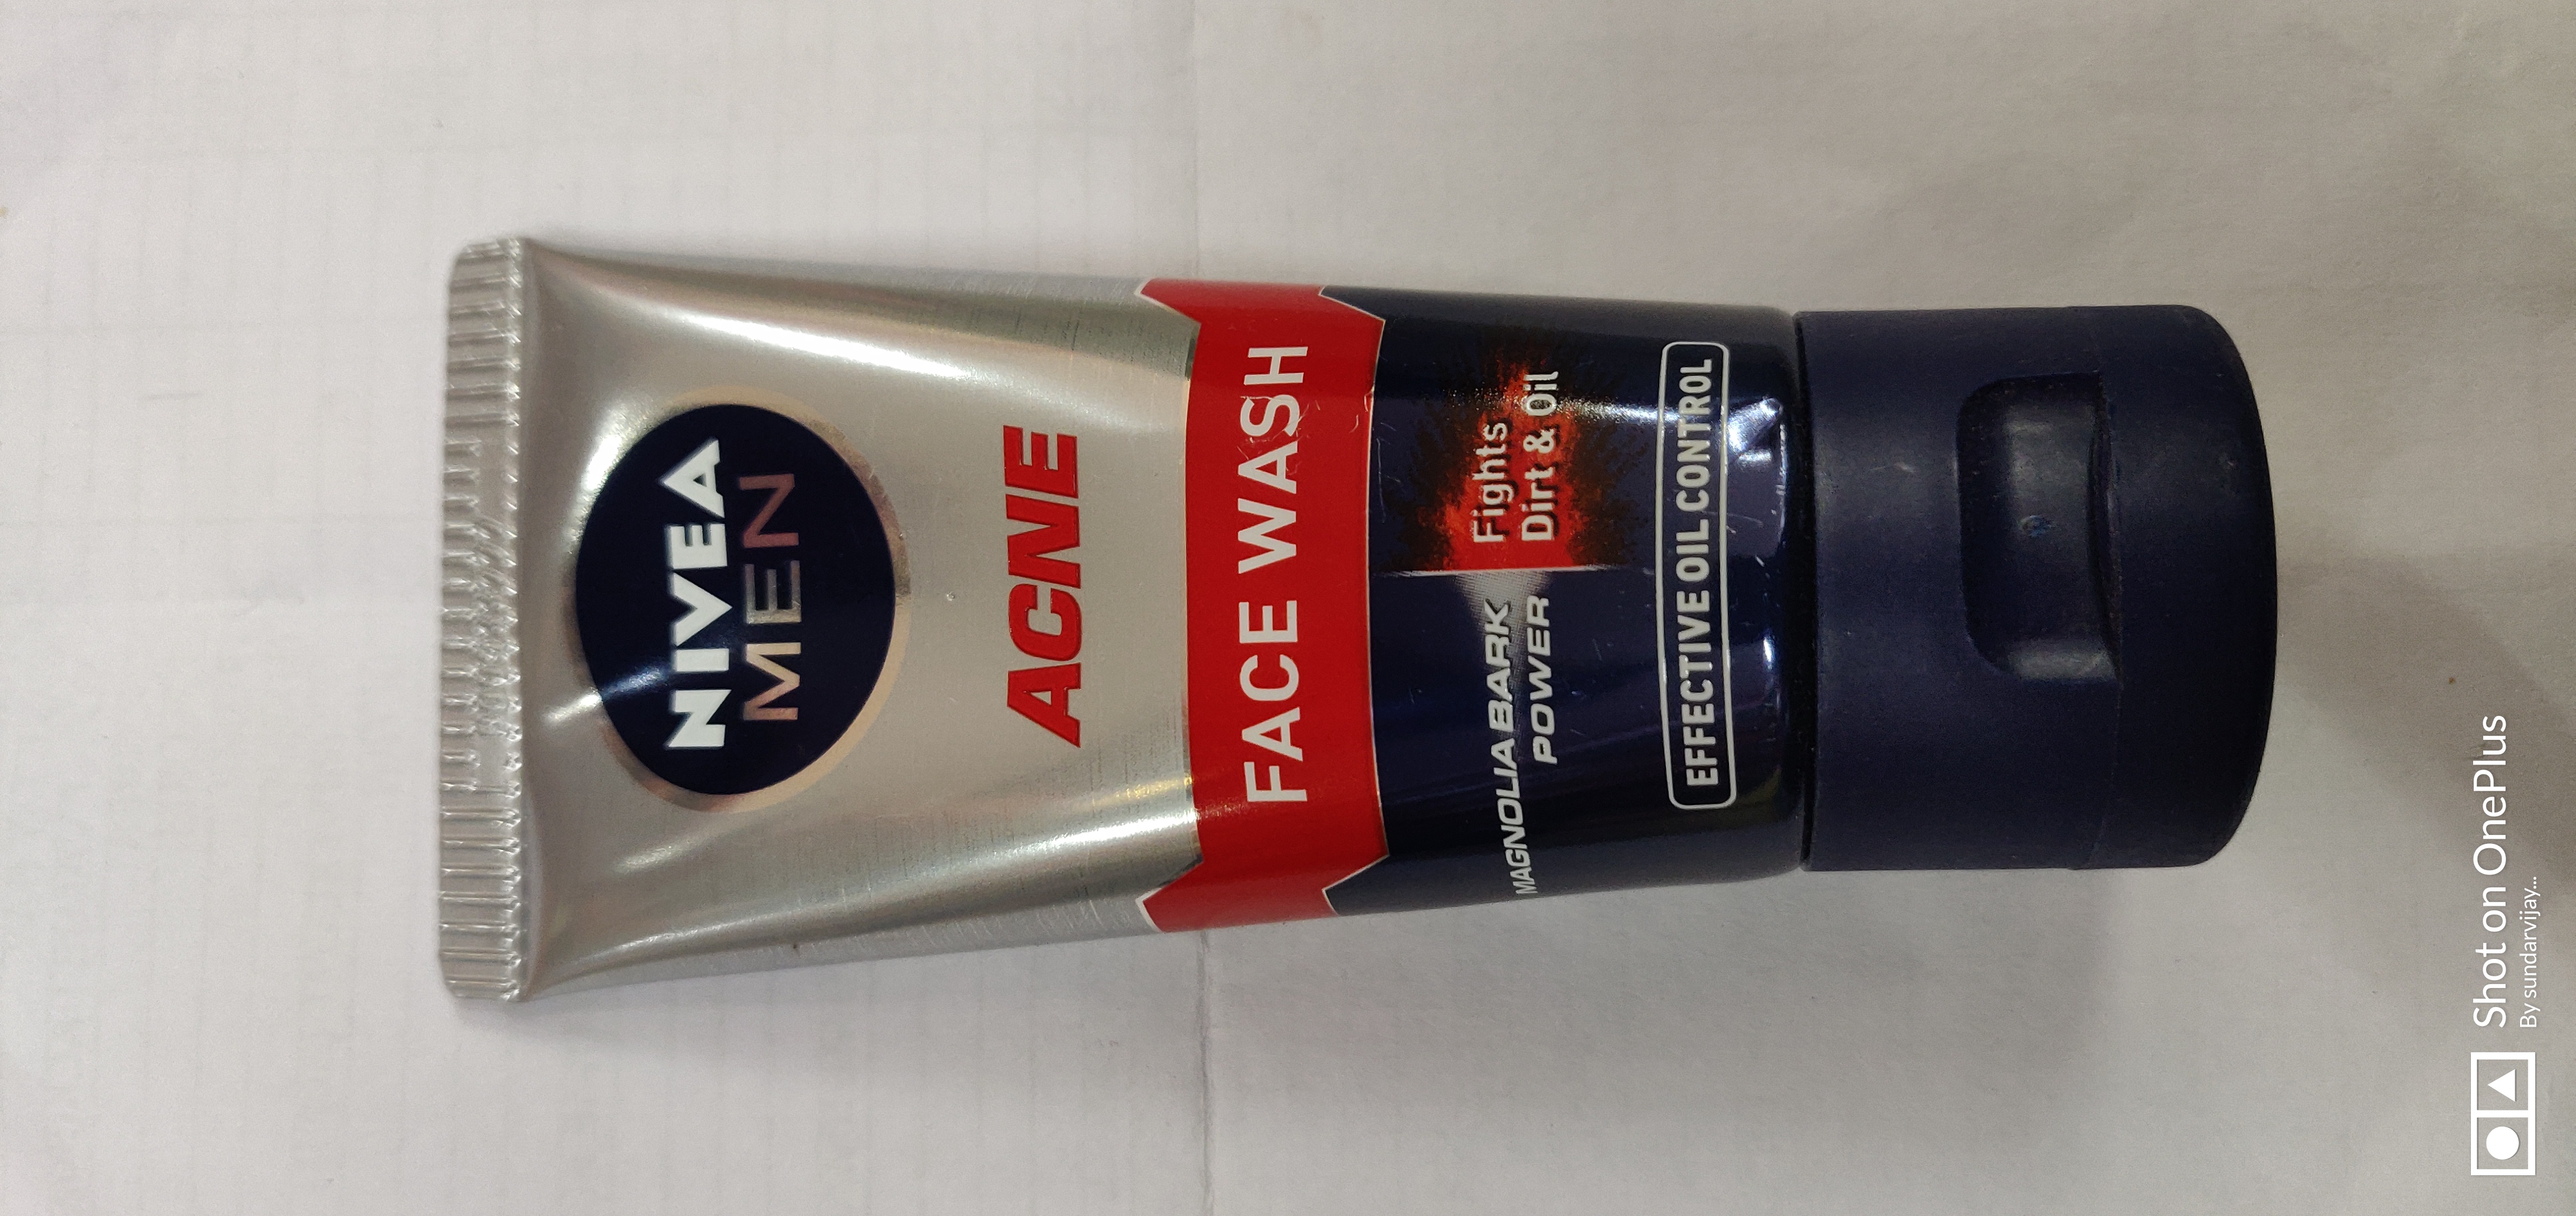 NIVEA
MEN
ACNE
FACE WASH
MAGNOLIA BARK
POWER
Fights
Dirt & Oil
EFFECTIVE OIL CONTROL
Shot on OnePlus
By sundarvijay...